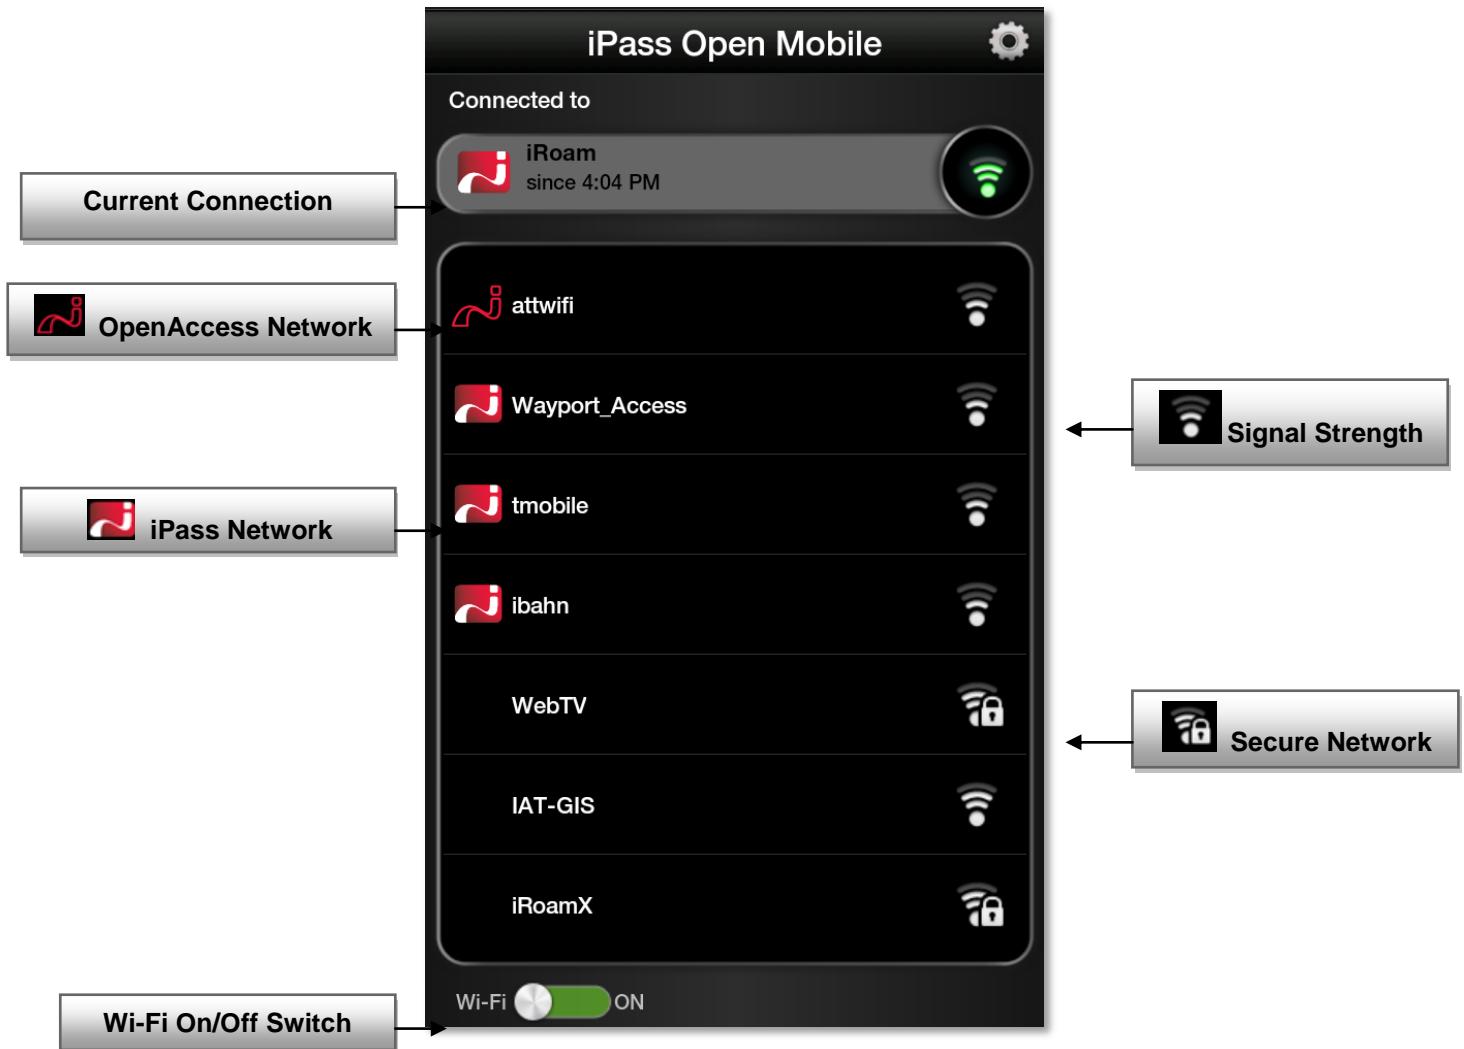 iPass Open Mobile
Connected to
iRoam
since 4:04 PM
Current Connection
attwifi
OpenAccess Network
Wayport_Access
Signal Strength
tmobile
iPass Network
ibahn
WebTV
Secure Network
IAT-GIS
iRoamX
Wi-Fi ON
Wi-Fi On/Off Switch